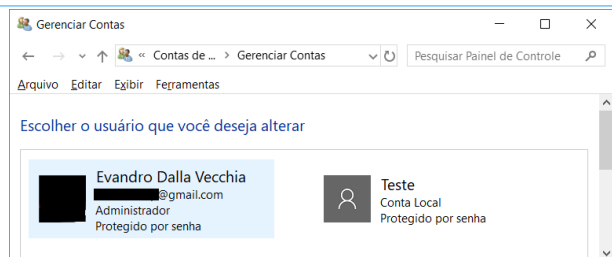 Gerenciar Contas
« Contas de ... > Gerenciar Contas
Pesquisar Painel de Controle
Arquivo Editar Exibir Ferramentas
Escolher o usuário que você deseja alterar
Evandro Dalla Vecchia
@gmail.com
Administrador
Protegido por senha
Teste
Conta Local
Protegido por senha